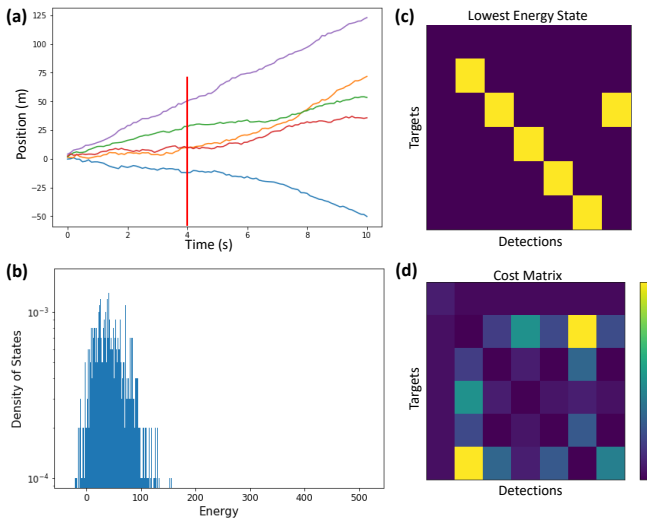 (a)
125
100
75
50
25
0
−25
−50
Position (m)
0
2
4
6
8
10
Time (s)
(b)
10⁻³
10⁻⁴
Density of States
0
100
200
300
400
500
Energy
(c)
Lowest Energy State
Targets
Detections
(d)
Cost Matrix
Targets
Detections